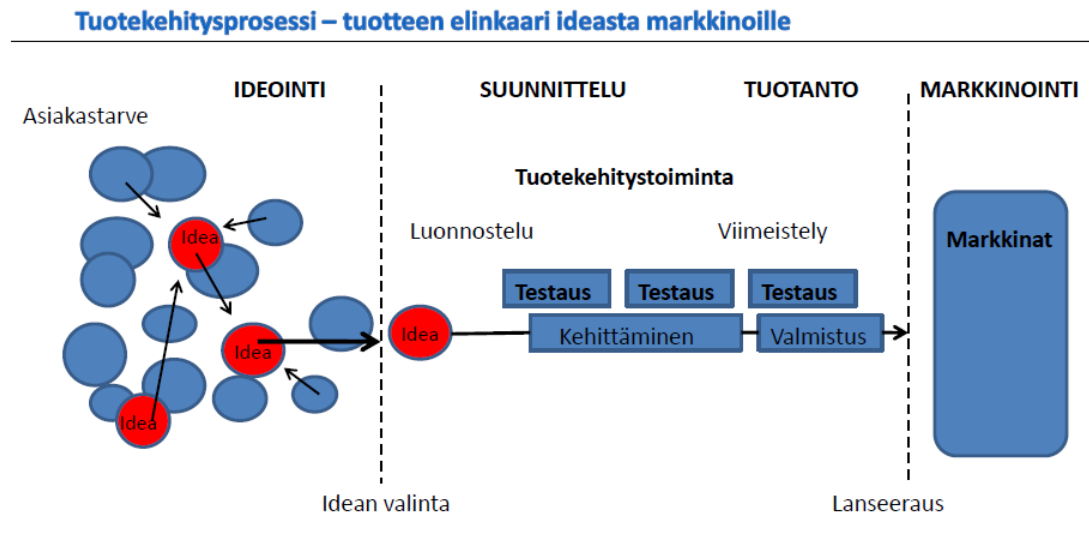 Tuotekehitysprosessi – tuotteen elinkaari ideasta markkinoille
IDEOINTI
SUUNNITTELU
TUOTANTO
MARKKINOINTI
Asiakastarve
Tuotekehitystoiminta
Idea
Luonnostelu
Viimeistely
Markkinat
Testaus
Testaus
Testaus
Idea
Idea
Kehittäminen
Valmistus
Idea
Idean valinta
Lanseeraus